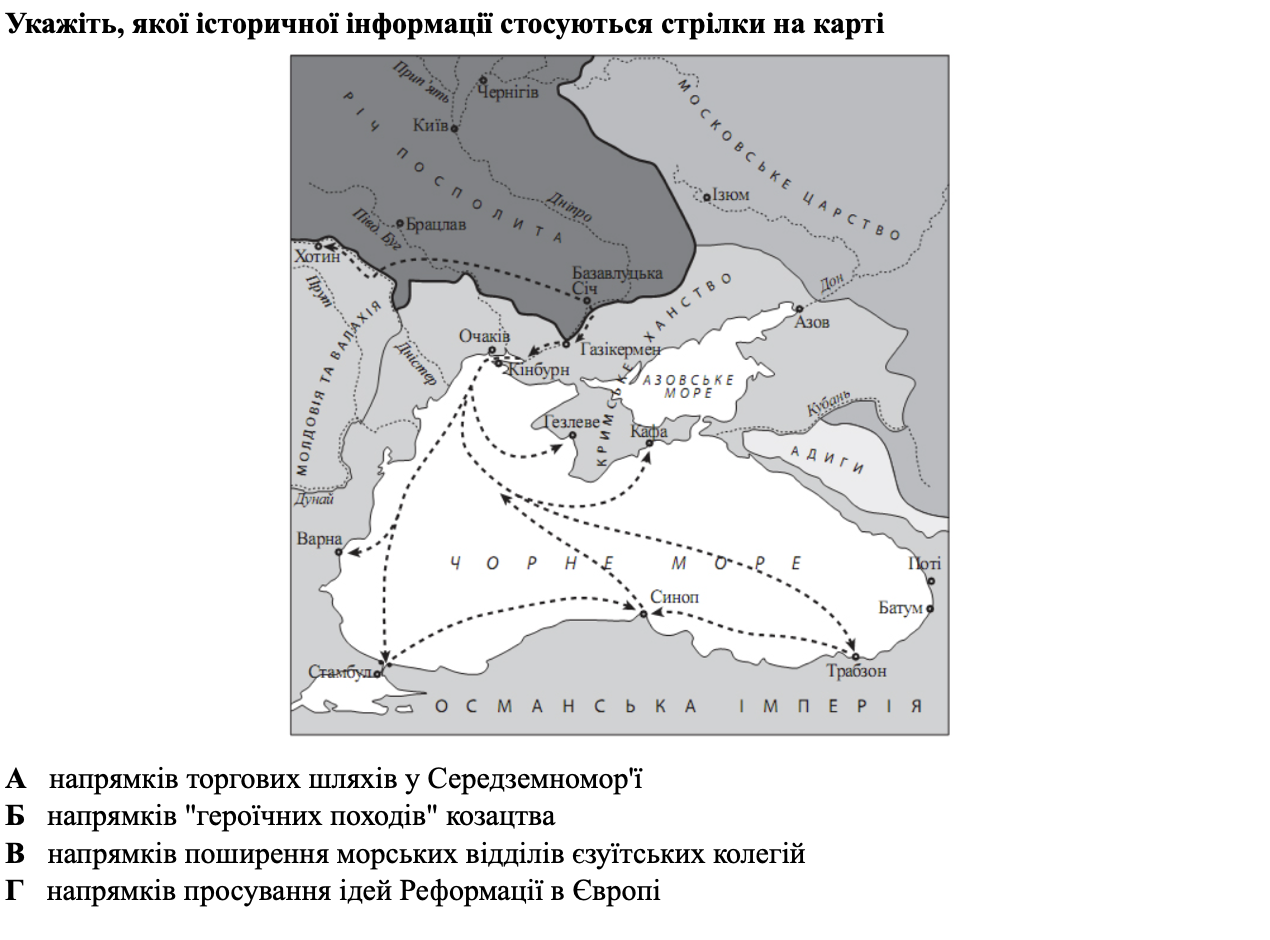 Укажіть, якої історичної інформації стосуються стрілки на карті
Прип'ять
Чернігів
РІЧ ПОСПОЛИТА
Київ
МОСКОВСЬКЕ ЦАРСТВО
Ізюм
Дніпро
Півд. Буг
Брацлав
Хотин
Базавлуцька
Січ
Прут
Дон
Азов
МОЛДОВІЯ ТА ВАЛАХІЯ
Дністер
Очаків
Газікермен
Кінбурн
КРИМСЬКЕ ХАНСТВО
АЗОВСЬКЕ
МОРЕ
Кубань
Гезлеве
Кафа
АДИГИ
Дунай
Варна
ЧОРНЕ МОРЕ
Поті
Синоп
Батум
Стамбул
Трабзон
ОСМАНСЬКА ІМПЕРІЯ
А напрямків торгових шляхів у Середземномор'ї
Б напрямків "героїчних походів" козацтва
В напрямків поширення морських відділів єзуїтських колегій
Г напрямків просування ідей Реформації в Європі